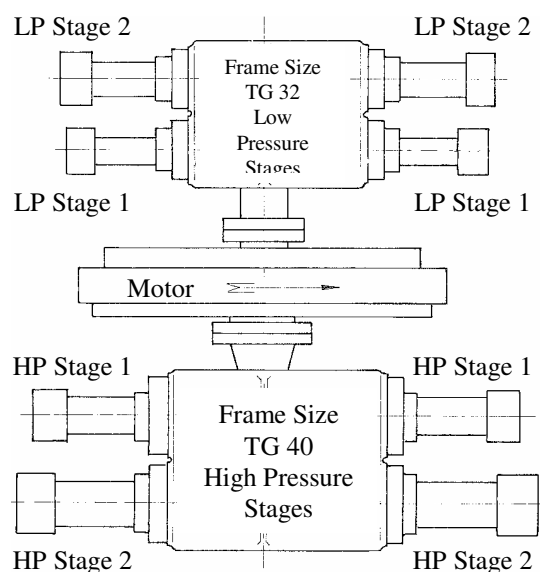 LP Stage 2
LP Stage 2
Frame Size
TG 32
Low
Pressure
Stages
LP Stage 1
LP Stage 1
Motor
HP Stage 1
HP Stage 1
Frame Size
TG 40
High Pressure
Stages
HP Stage 2
HP Stage 2